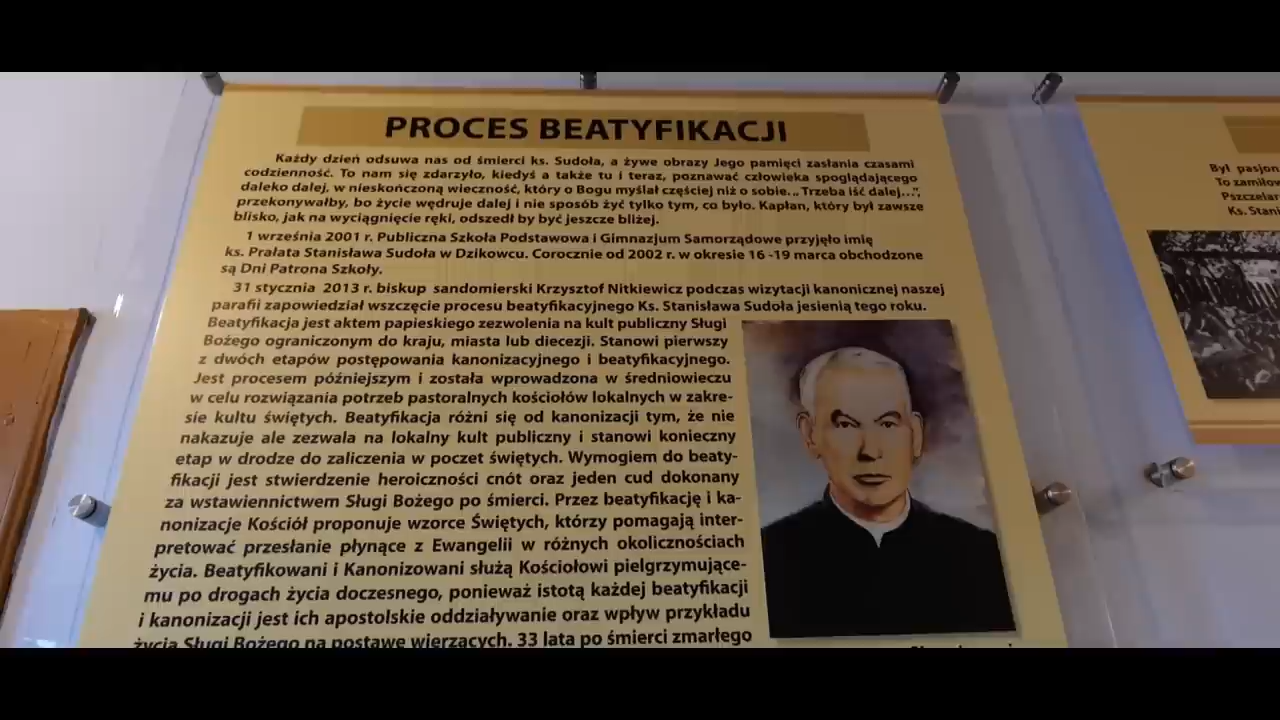 PROCES BEATYFIKACJI
Każdy dzień odsuwa nas od śmierci ks. Sudoła, a żywe obrazy Jego pamięci zasłania czasami
codzienność. To nam się zdarzyło, kiedyś a także tu i teraz, poznawać człowieka spoglądającego
daleko dalej, w nieskończoną wieczność, który o Bogu myślał częściej niż o sobie. „ Trzeba iść dalej...”,
przekonywałby, bo życie wędruje dalej i nie sposób żyć tylko tym, co było. Kapłan, który był zawsze
blisko, jak na wyciągnięcie ręki, odszedł by być jeszcze bliżej.
1 września 2001 r. Publiczna Szkoła Podstawowa i Gimnazjum Samorządowe przyjęło imię
ks. Prałata Stanisława Sudoła w Dzikowcu. Corocznie od 2002 r. w okresie 16 -19 marca obchodzone
są Dni Patrona Szkoły.
31 stycznia 2013 r. biskup sandomierski Krzysztof Nitkiewicz podczas wizytacji kanonicznej naszej
parafii zapowiedział wszczęcie procesu beatyfikacyjnego Ks. Stanisława Sudoła jesienią tego roku.
Beatyfikacja jest aktem papieskiego zezwolenia na kult publiczny Sługi
Bożego ograniczonym do kraju, miasta lub diecezji. Stanowi pierwszy
z dwóch etapów postępowania kanonizacyjnego i beatyfikacyjnego.
Jest procesem późniejszym i została wprowadzona w średniowieczu
w celu rozwiązania potrzeb pastoralnych kościołów lokalnych w zakre-
sie kultu świętych. Beatyfikacja różni się od kanonizacji tym, że nie
nakazuje ale zezwala na lokalny kult publiczny i stanowi konieczny
etap w drodze do zaliczenia w poczet świętych. Wymogiem do beaty-
fikacji jest stwierdzenie heroiczności cnót oraz jeden cud dokonany
za wstawiennictwem Sługi Bożego po śmierci. Przez beatyfikację i ka-
nonizacje Kościół proponuje wzorce Świętych, którzy pomagają inter-
pretować przesłanie płynące z Ewangelii w różnych okolicznościach
życia. Beatyfikowani i Kanonizowani służą Kościołowi pielgrzymujące-
mu po drogach życia doczesnego, ponieważ istotą każdej beatyfikacji
i kanonizacji jest ich apostolskie oddziaływanie oraz wpływ przykładu
życia Sługi Bożego na postawę wierzących. 33 lata po śmierci zmarłego
Był pasjon
To zamiłow
Pszczelar
Ks. Stani